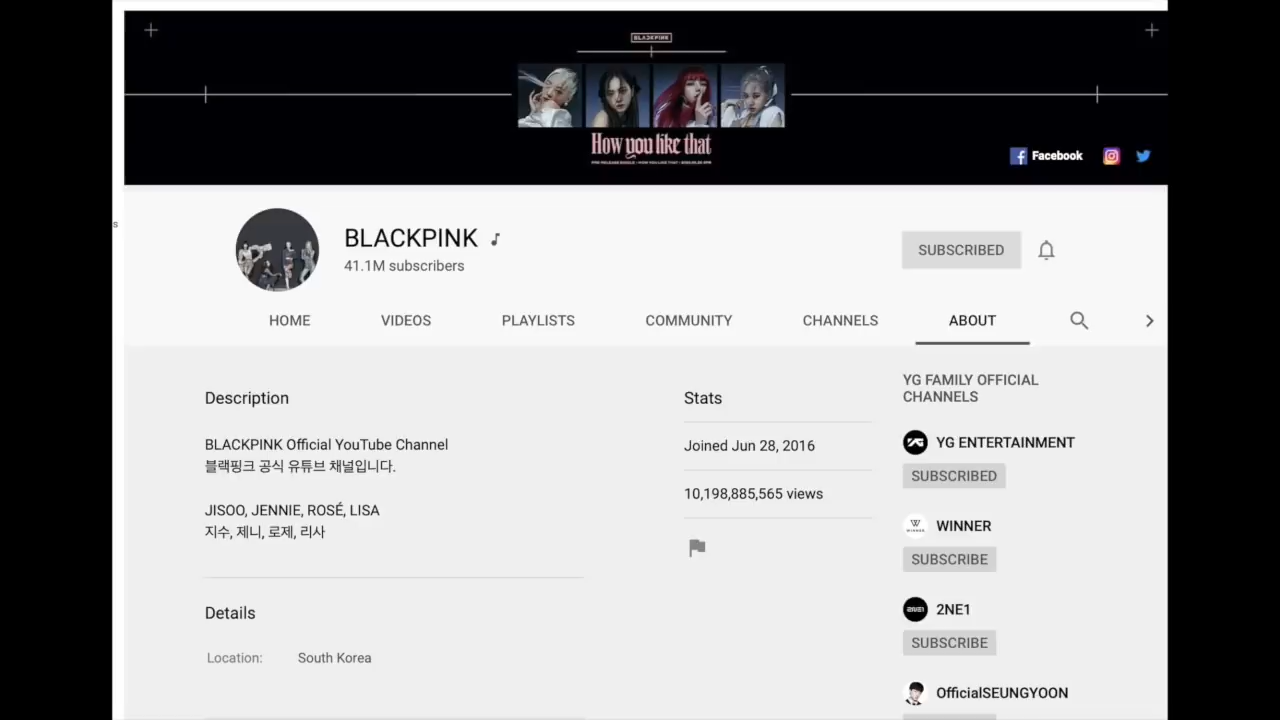 BLACKPINK
How you like that
PRE-RELEASE SINGLE
Facebook
s
BLACKPINK
41.1M subscribers
SUBSCRIBED
HOME
VIDEOS
PLAYLISTS
COMMUNITY
CHANNELS
ABOUT
Description
BLACKPINK Official YouTube Channel
블랙핑크 공식 유튜브 채널입니다.
JISOO, JENNIE, ROSÉ, LISA
지수, 제니, 로제, 리사
Details
Location: South Korea
Stats
Joined Jun 28, 2016
10,198,885,565 views
YG FAMILY OFFICIAL
CHANNELS
YG ENTERTAINMENT
SUBSCRIBED
WINNER
SUBSCRIBE
2NE1
SUBSCRIBE
OfficialSEUNGYOON